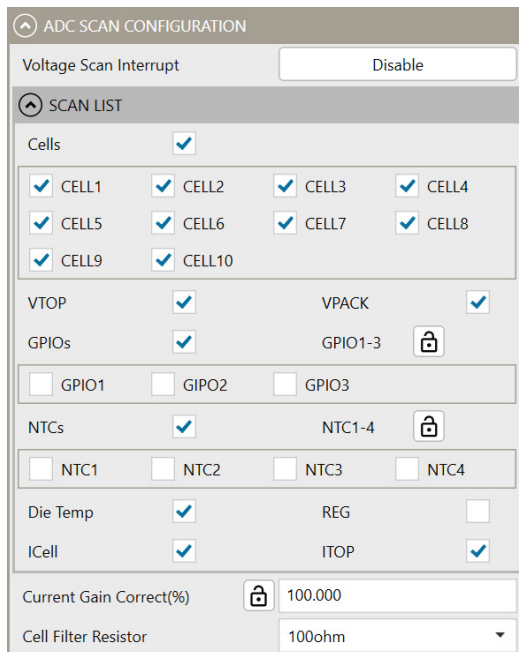 ADC SCAN CONFIGURATION
Voltage Scan Interrupt Disable
SCAN LIST
Cells
CELL1 CELL2 CELL3 CELL4
CELL5 CELL6 CELL7 CELL8
CELL9 CELL10
VTOP VPACK
GPIOs GPIO1-3
GPIO1 GIPO2 GPIO3
NTCs NTC1-4
NTC1 NTC2 NTC3 NTC4
Die Temp REG
ICell ITOP
Current Gain Correct(%) 100.000
Cell Filter Resistor 100ohm